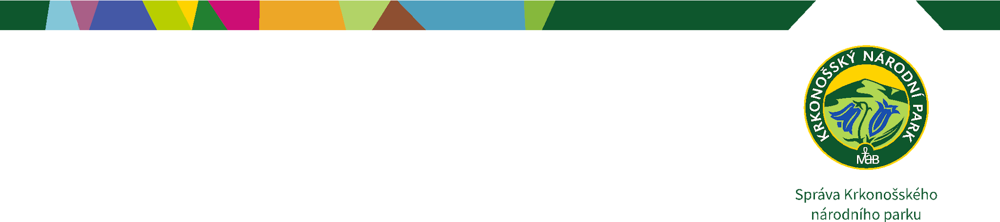 KRKONOŠSKÝ NÁRODNÍ PARK
MaB
Správa Krkonošského
národního parku